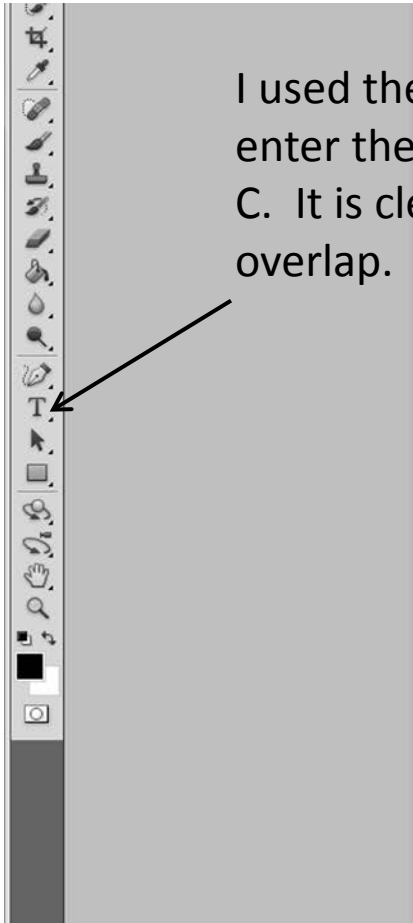 I used the
enter the
C.  It is cle
overlap.
T